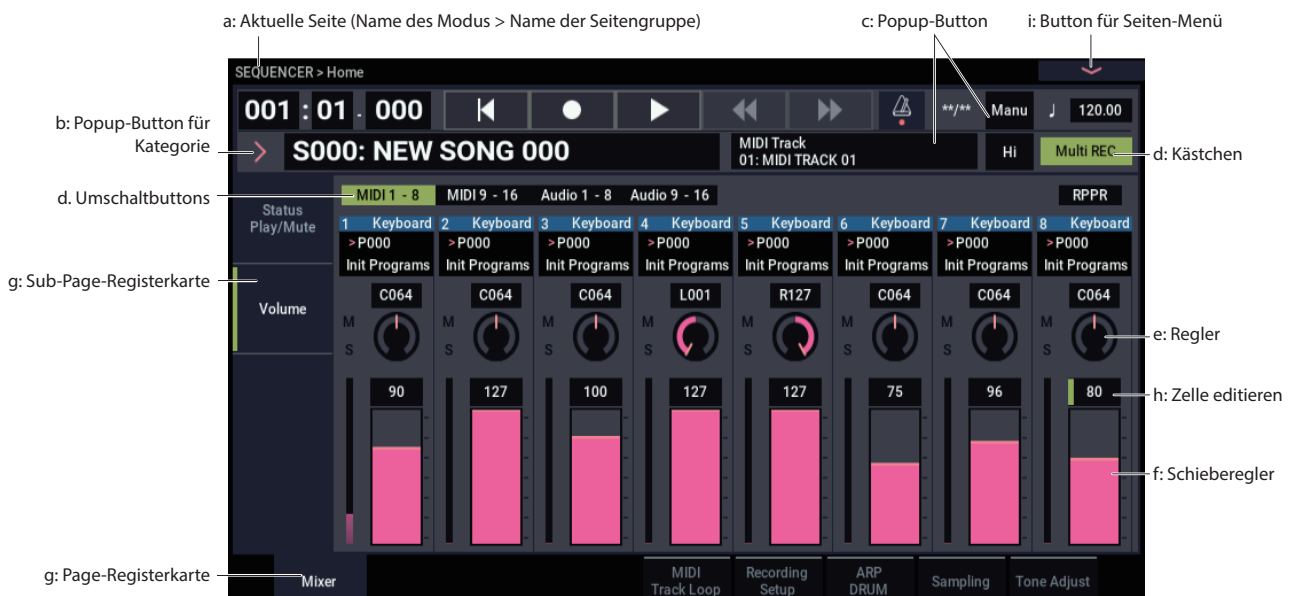 a: Aktuelle Seite (Name des Modus > Name der Seitengruppe)
c: Popup-Button
i: Button für Seiten-Menü
SEQUENCER > Home
001 : 01 . 000
**/**
Manu
♩ 120.00
b: Popup-Button für
Kategorie
S000: NEW SONG 000
MIDI Track
01: MIDI TRACK 01
Hi
Multi REC
d: Kästchen
d. Umschaltbuttons
MIDI 1 - 8 MIDI 9 - 16 Audio 1 - 8 Audio 9 - 16
RPPR
Status
Play/Mute
1 Keyboard 2 Keyboard 3 Keyboard 4 Keyboard 5 Keyboard 6 Keyboard 7 Keyboard 8 Keyboard
>P000 >P000 >P000 >P000 >P000 >P000 >P000 >P000
Init Programs Init Programs Init Programs Init Programs Init Programs Init Programs Init Programs Init Programs
g: Sub-Page-Registerkarte
Volume
C064 C064 C064 L001 R127 C064 C064 C064
M M M M M M M M
S S S S S S S S
e: Regler
90 127 100 127 127 75 96 80
h: Zelle editieren
f: Schieberegler
g: Page-Registerkarte
Mixer
MIDI
Track Loop
Recording
Setup
ARP
DRUM
Sampling
Tone Adjust